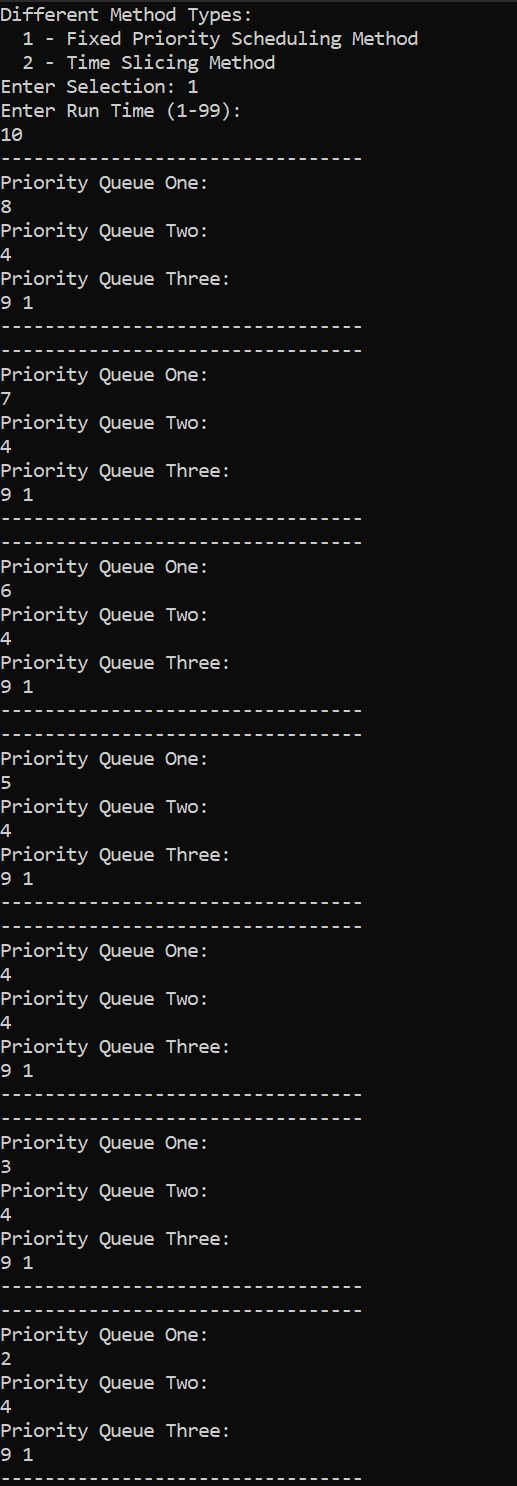 Different Method Types:
  1 - Fixed Priority Scheduling Method
  2 - Time Slicing Method
Enter Selection: 1
Enter Run Time (1-99):
10
---------------------------------
Priority Queue One:
8
Priority Queue Two:
4
Priority Queue Three:
9 1
---------------------------------
---------------------------------
Priority Queue One:
7
Priority Queue Two:
4
Priority Queue Three:
9 1
---------------------------------
---------------------------------
Priority Queue One:
6
Priority Queue Two:
4
Priority Queue Three:
9 1
---------------------------------
---------------------------------
Priority Queue One:
5
Priority Queue Two:
4
Priority Queue Three:
9 1
---------------------------------
---------------------------------
Priority Queue One:
4
Priority Queue Two:
4
Priority Queue Three:
9 1
---------------------------------
---------------------------------
Priority Queue One:
3
Priority Queue Two:
4
Priority Queue Three:
9 1
---------------------------------
---------------------------------
Priority Queue One:
2
Priority Queue Two:
4
Priority Queue Three:
9 1
---------------------------------